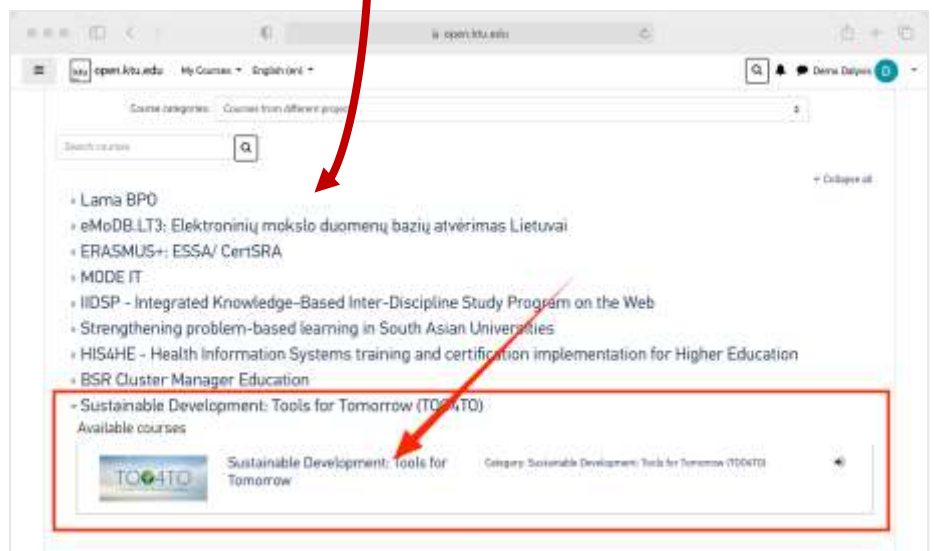 open.ktu.edu
ktu open.ktu.edu My Courses English (en) Demo Dalyvis D
Course categories: Courses from different projects
Search courses
Collapse all
Lama BPO
eMoDB.LT3: Elektroninių mokslo duomenų bazių atvėrimas Lietuvai
ERASMUS+: ESSA/ CertSRA
MODE IT
IIDSP - Integrated Knowledge-Based Inter-Discipline Study Program on the Web
Strengthening problem-based learning in South Asian Universities
HIS4HE - Health Information Systems training and certification implementation for Higher Education
BSR Cluster Manager Education
Sustainable Development: Tools for Tomorrow (TOO4TO)
Available courses
TOO4TO
Sustainable Development: Tools for Tomorrow
Category: Sustainable Development: Tools for Tomorrow (TOO4TO)